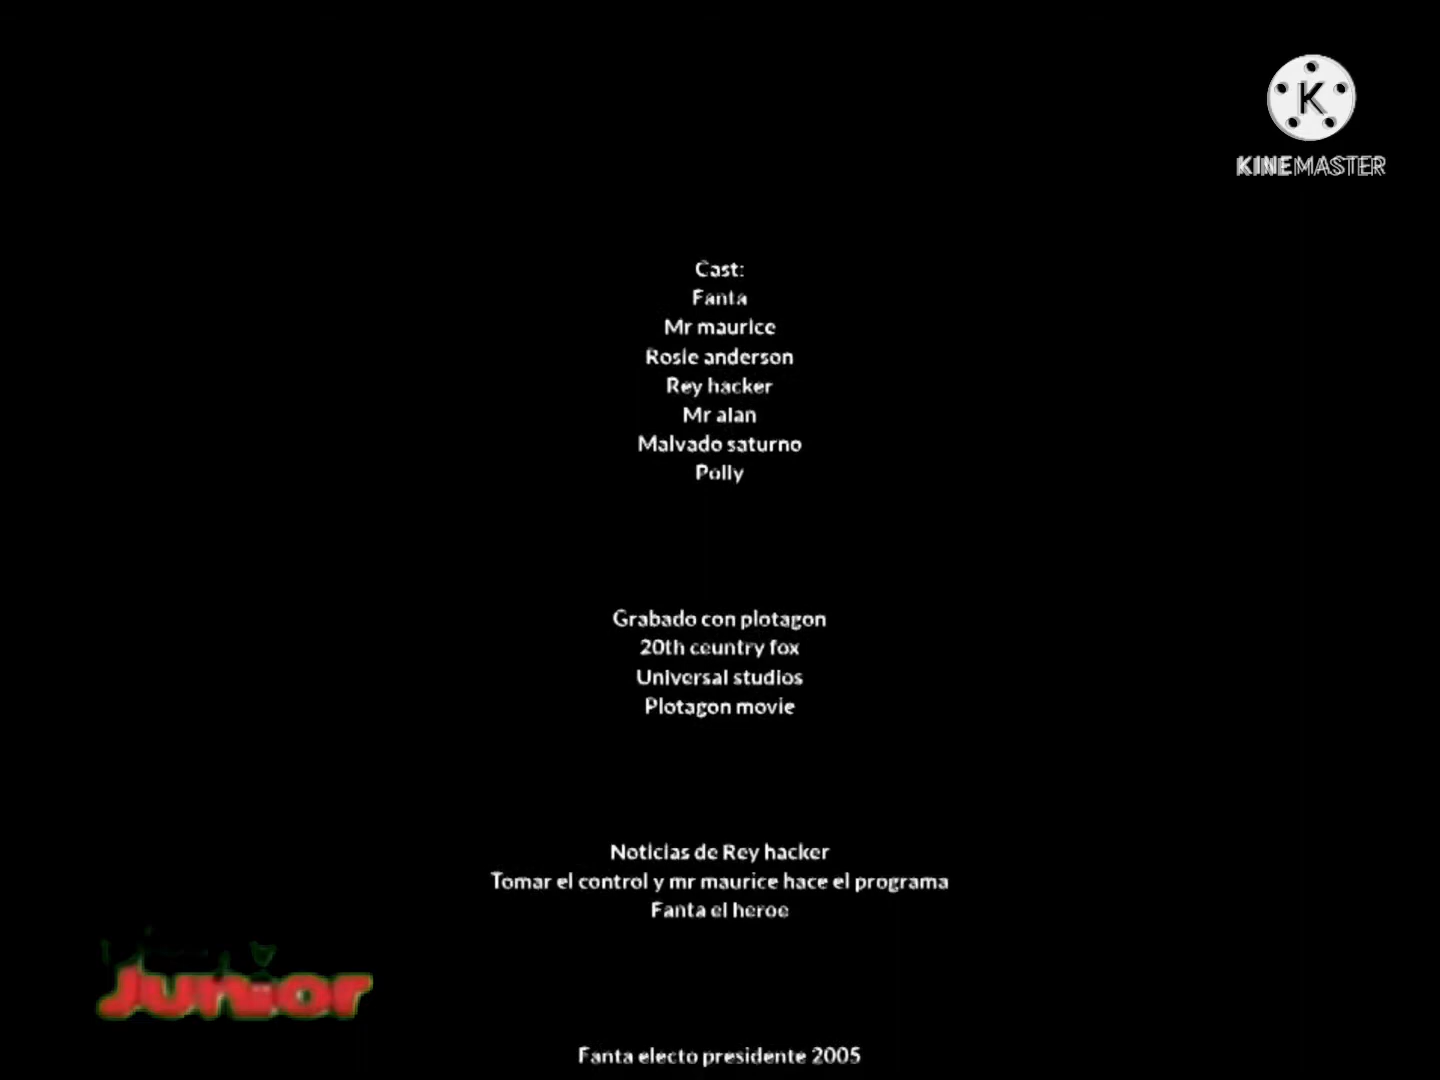 K
KINEMASTER
Cast:
Fanta
Mr maurice
Rosie anderson
Rey hacker
Mr alan
Malvado saturno
Polly
Grabado con plotagon
20th country fox
Universal studios
Plotagon movie
Noticias de Rey hacker
Tomar el control y mr maurice hace el programa
Fanta el heroe
Junior
Fanta electo presidente 2005